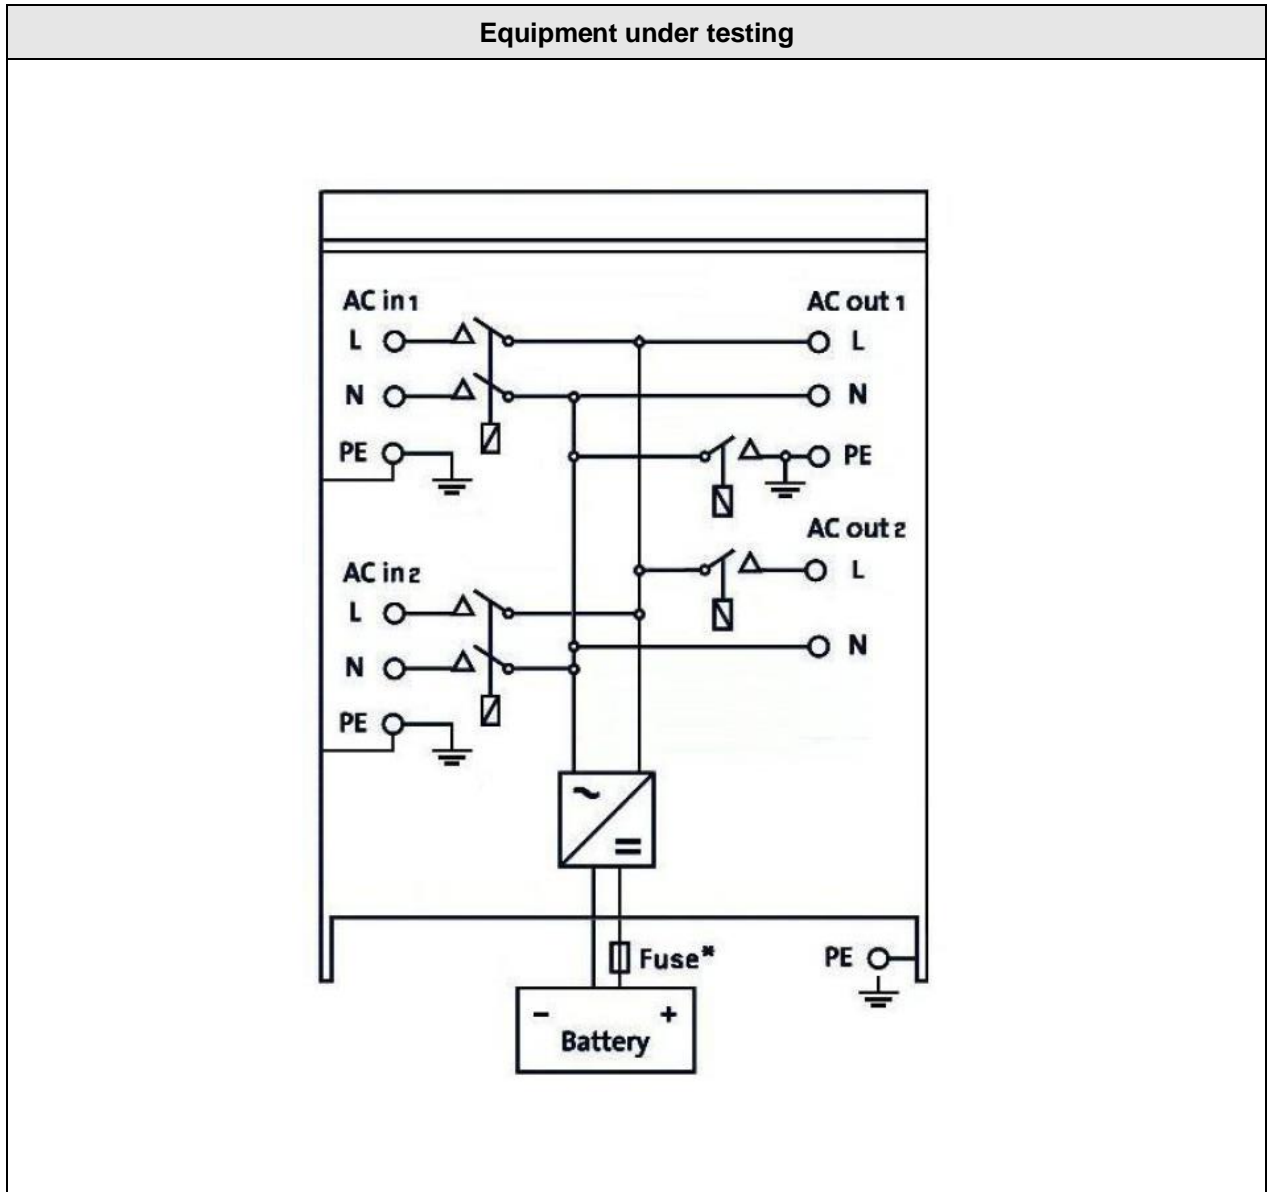 Equipment under testing
AC in 1
AC out 1
L
L
N
N
PE
PE
AC out 2
AC in 2
L
L
N
N
PE
Fuse*
PE
- +
Battery